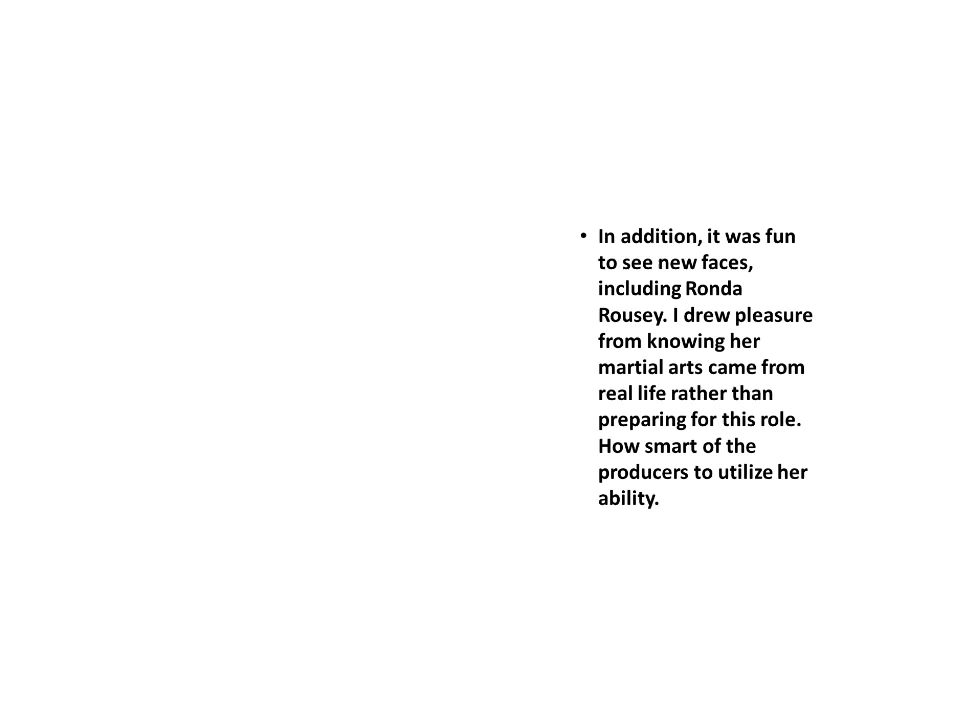 • In addition, it was fun
to see new faces,
including Ronda
Rousey. I drew pleasure
from knowing her
martial arts came from
real life rather than
preparing for this role.
How smart of the
producers to utilize her
ability.